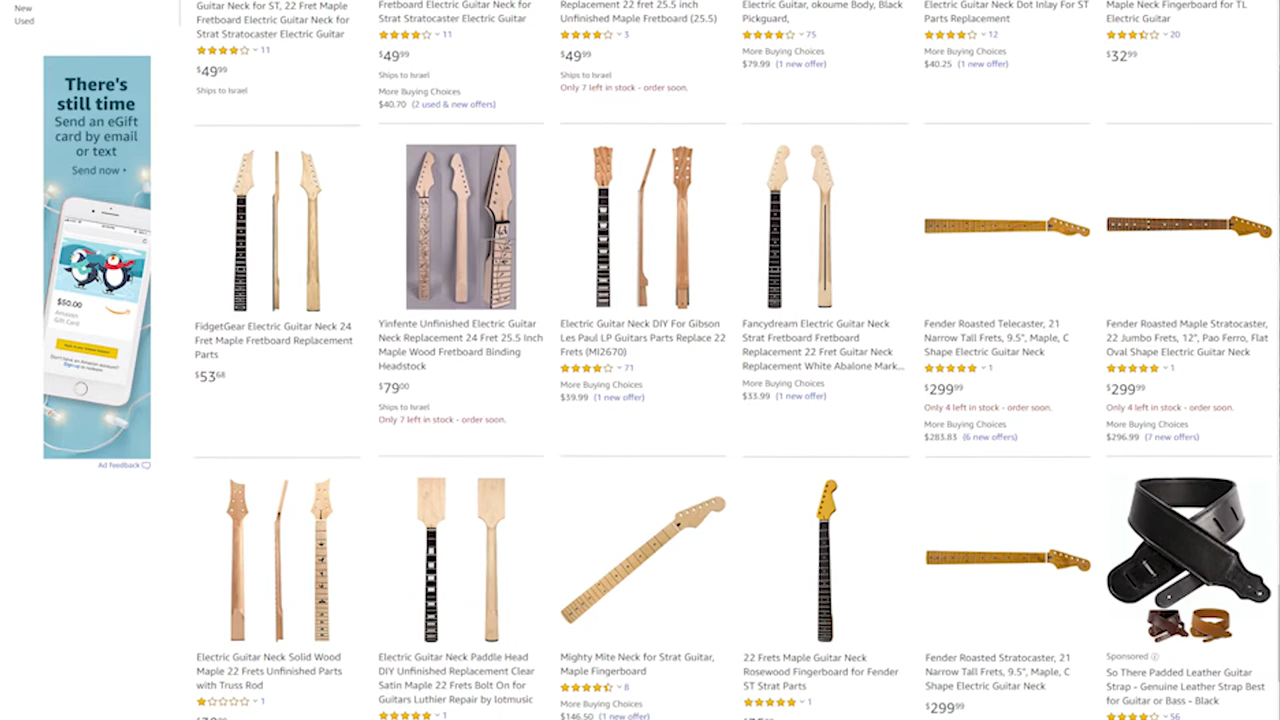 New
Used
There's
still time
Send an eGift
card by email
or text
Send now •
$50.00
Amazon
Gift Card
Ad feedback
Guitar Neck for ST, 22 Fret Maple
Fretboard Electric Guitar Neck for
Strat Stratocaster Electric Guitar
11
$49.99
Ships to Israel
Fretboard Electric Guitar Neck for
Strat Stratocaster Electric Guitar
11
$49.99
Ships to Israel
More Buying Choices
$40.70 (2 used & new offers)
Replacement 22 fret 25.5 inch
Unfinished Maple Fretboard (25.5)
3
$49.99
Ships to Israel
Only 7 left in stock - order soon.
Electric Guitar, okoume Body, Black
Pickguard,
75
More Buying Choices
$79.99 (1 new offer)
Electric Guitar Neck Dot Inlay For ST
Parts Replacement
12
More Buying Choices
$40.25 (1 new offer)
Maple Neck Fingerboard for TL
Electric Guitar
20
$32.99
FidgetGear Electric Guitar Neck 24
Fret Maple Fretboard Replacement
Parts
$53.68
Yinfente Unfinished Electric Guitar
Neck Replacement 24 Fret 25.5 Inch
Maple Wood Fretboard Binding
Headstock
$79.00
Ships to Israel
Only 7 left in stock - order soon.
Electric Guitar Neck DIY For Gibson
Les Paul LP Guitars Parts Replace 22
Frets (MI2670)
71
More Buying Choices
$39.99 (1 new offer)
Fancydream Electric Guitar Neck
Strat Fretboard Fretboard
Replacement 22 Fret Guitar Neck
Replacement White Abalone Mark...
More Buying Choices
$33.99 (1 new offer)
Fender Roasted Telecaster, 21
Narrow Tall Frets, 9.5", Maple, C
Shape Electric Guitar Neck
1
$299.99
Only 4 left in stock - order soon.
More Buying Choices
$283.83 (6 new offers)
Fender Roasted Maple Stratocaster,
22 Jumbo Frets, 12", Pao Ferro, Flat
Oval Shape Electric Guitar Neck
1
$299.99
Only 4 left in stock - order soon.
More Buying Choices
$296.99 (7 new offers)
Electric Guitar Neck Solid Wood
Maple 22 Frets Unfinished Parts
with Truss Rod
1
Electric Guitar Neck Paddle Head
DIY Unfinished Replacement Clear
Satin Maple 22 Frets Bolt On for
Guitars Luthier Repair by lotmusic
1
Mighty Mite Neck for Strat Guitar,
Maple Fingerboard
8
$146.50 (1 new offer)
22 Frets Maple Guitar Neck
Rosewood Fingerboard for Fender
ST Strat Parts
1
Fender Roasted Stratocaster, 21
Narrow Tall Frets, 9.5", Maple, C
Shape Electric Guitar Neck
$299.99
Sponsored
So There Padded Leather Guitar
Strap - Genuine Leather Strap Best
for Guitar or Bass - Black
56